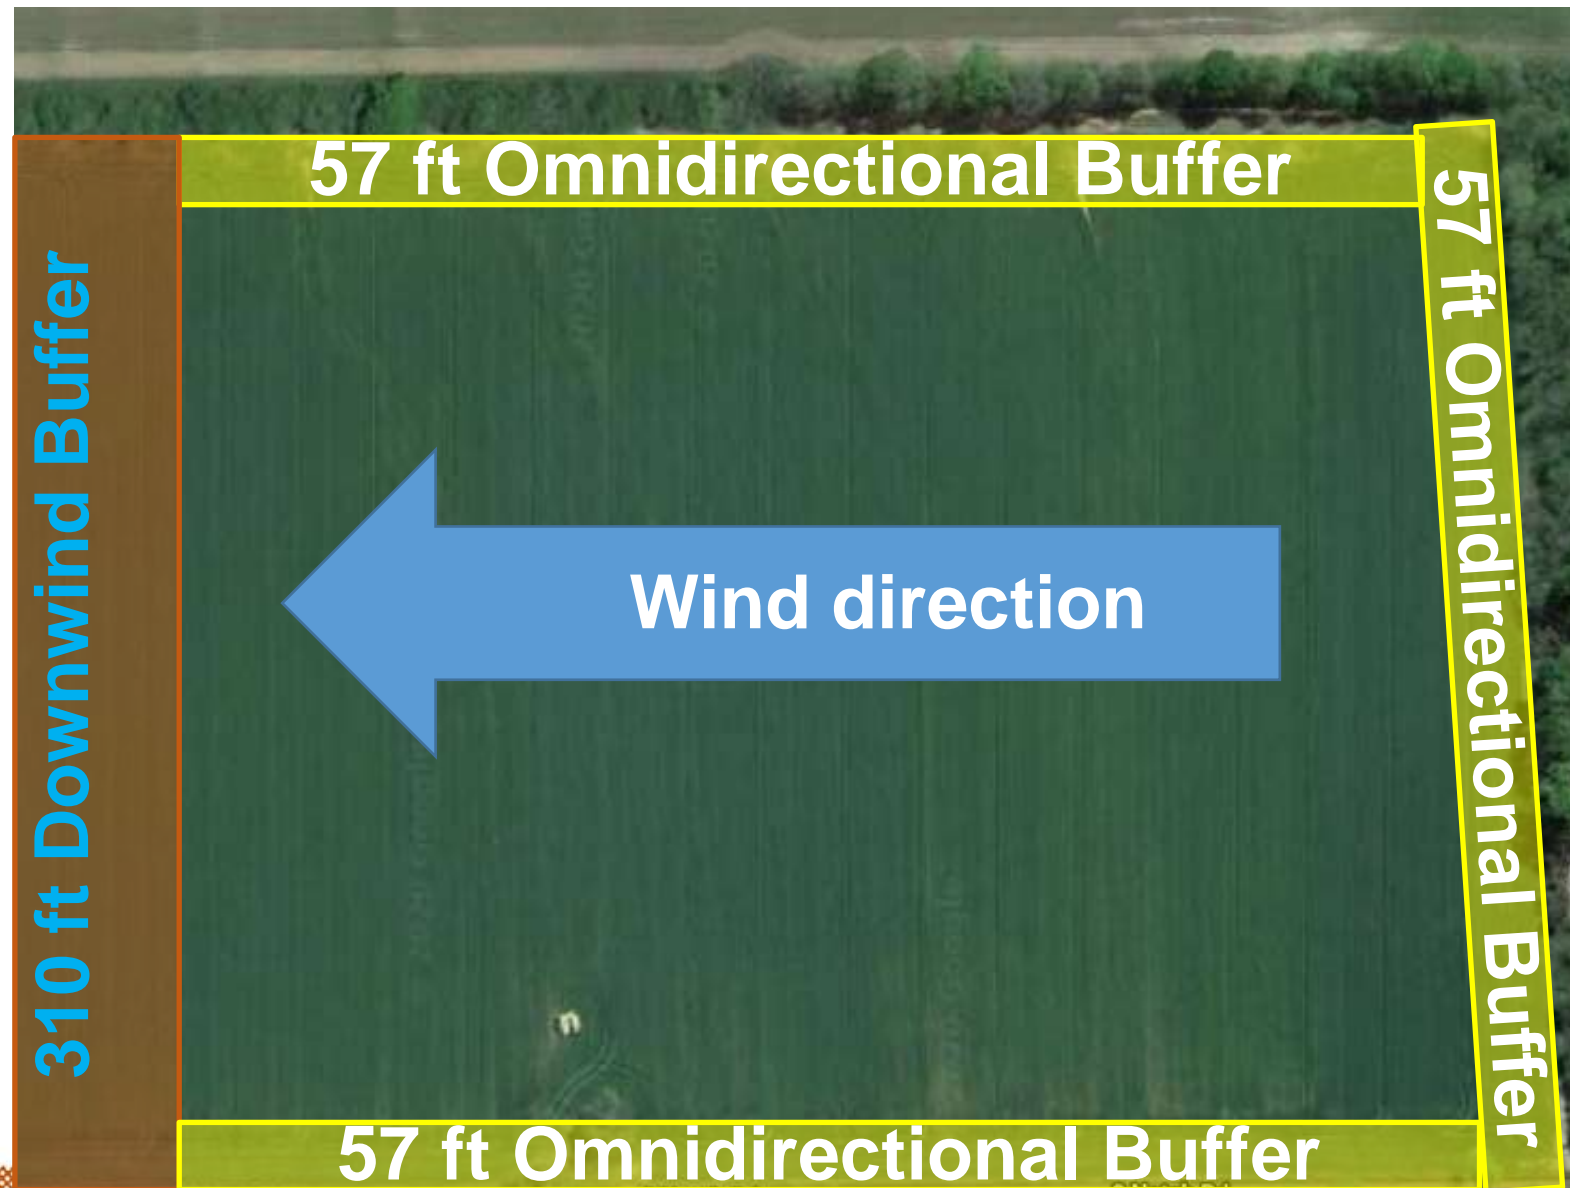 57 ft Omnidirectional Buffer
310 ft Downwind Buffer
Wind direction
57 ft Omnidirectional Buffer
57 ft Omnidirectional Buffer